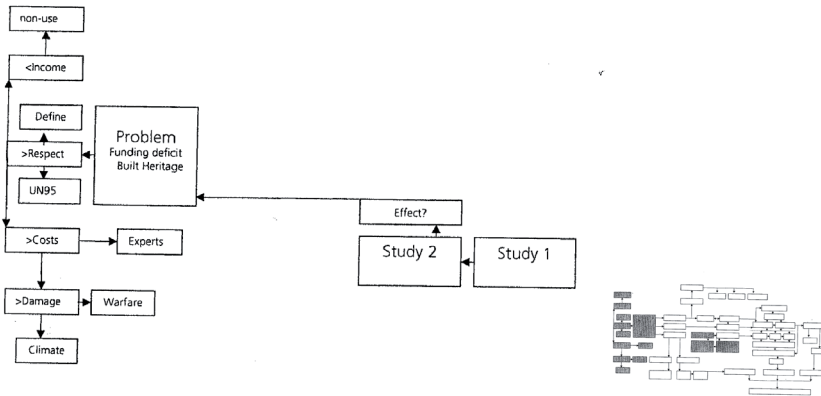 non-use
<Income
Define
>Respect
UN95
Problem
Funding deficit
Built Heritage
>Costs
Experts
>Damage
Warfare
Climate
Effect?
Study 2
Study 1